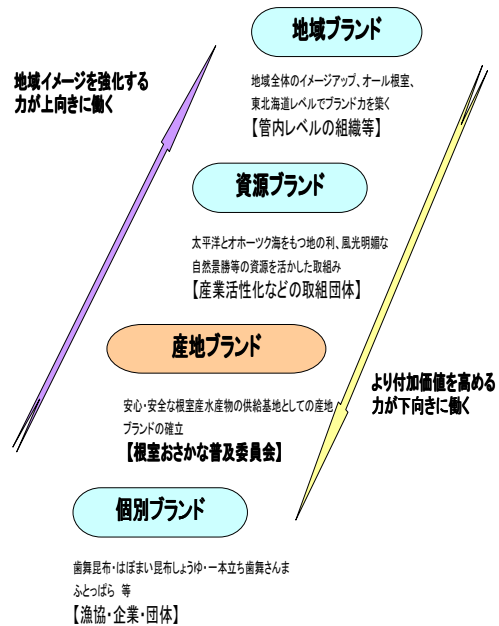 地域ブランド
地域イメージを強化する
力が上向きに働く
地域全体のイメージアップ、オール根室、
東北海道レベルでブランド力を築く
【管内レベルの組織等】
資源ブランド
太平洋とオホーツク海をもつ地の利、風光明媚な
自然景勝等の資源を活かした取組み
【産業活性化などの取組団体】
産地ブランド
より付加価値を高める
力が下向きに働く
安心・安全な根室産水産物の供給基地としての産地
ブランドの確立
【根室おさかな普及委員会】
個別ブランド
歯舞昆布・はぼまい昆布しょうゆ・一本立ち歯舞さんま
ふとっぱら 等
【漁協・企業・団体】